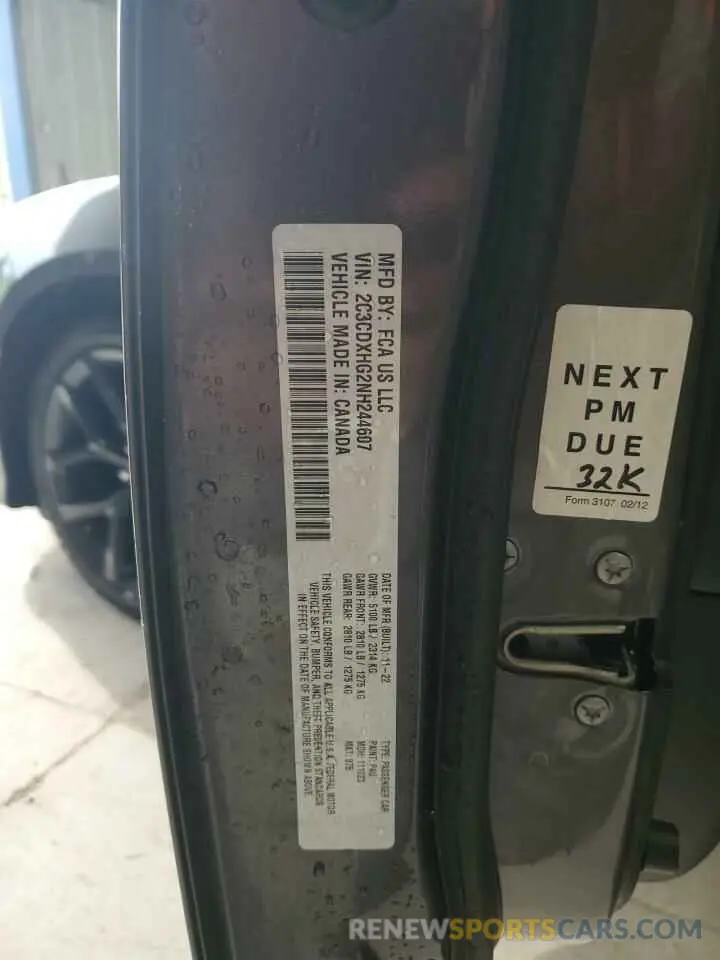 MFD BY: FCA US LLC
VIN: 2C3CDXHG2NH244607
VEHICLE MADE IN: CANADA
DATE OF MFR (BUILT): 11-22
GVWR: 5100 LB / 2314 KG
GAWR FRONT: 2810 LB / 1275 KG
GAWR REAR: 2810 LB / 1275 KG
THIS VEHICLE CONFORMS TO ALL APPLICABLE U.S.A. FEDERAL MOTOR
VEHICLE SAFETY, BUMPER, AND THEFT PREVENTION STANDARDS
IN EFFECT ON THE DATE OF MANUFACTURE SHOWN ABOVE.
TYPE: PASSENGER CAR
PAINT: PAU
MDH: 111023
MAT: X79
NEXT
PM
DUE
32K
Form 3107 02/12
RENEWSPORTCAR.COM